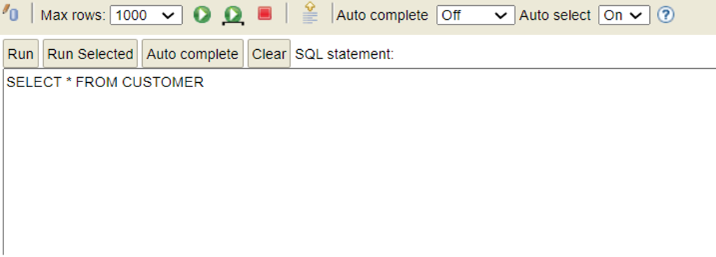 Max rows: 1000 Auto complete Off Auto select On ?
Run Run Selected Auto complete Clear SQL statement:
SELECT * FROM CUSTOMER